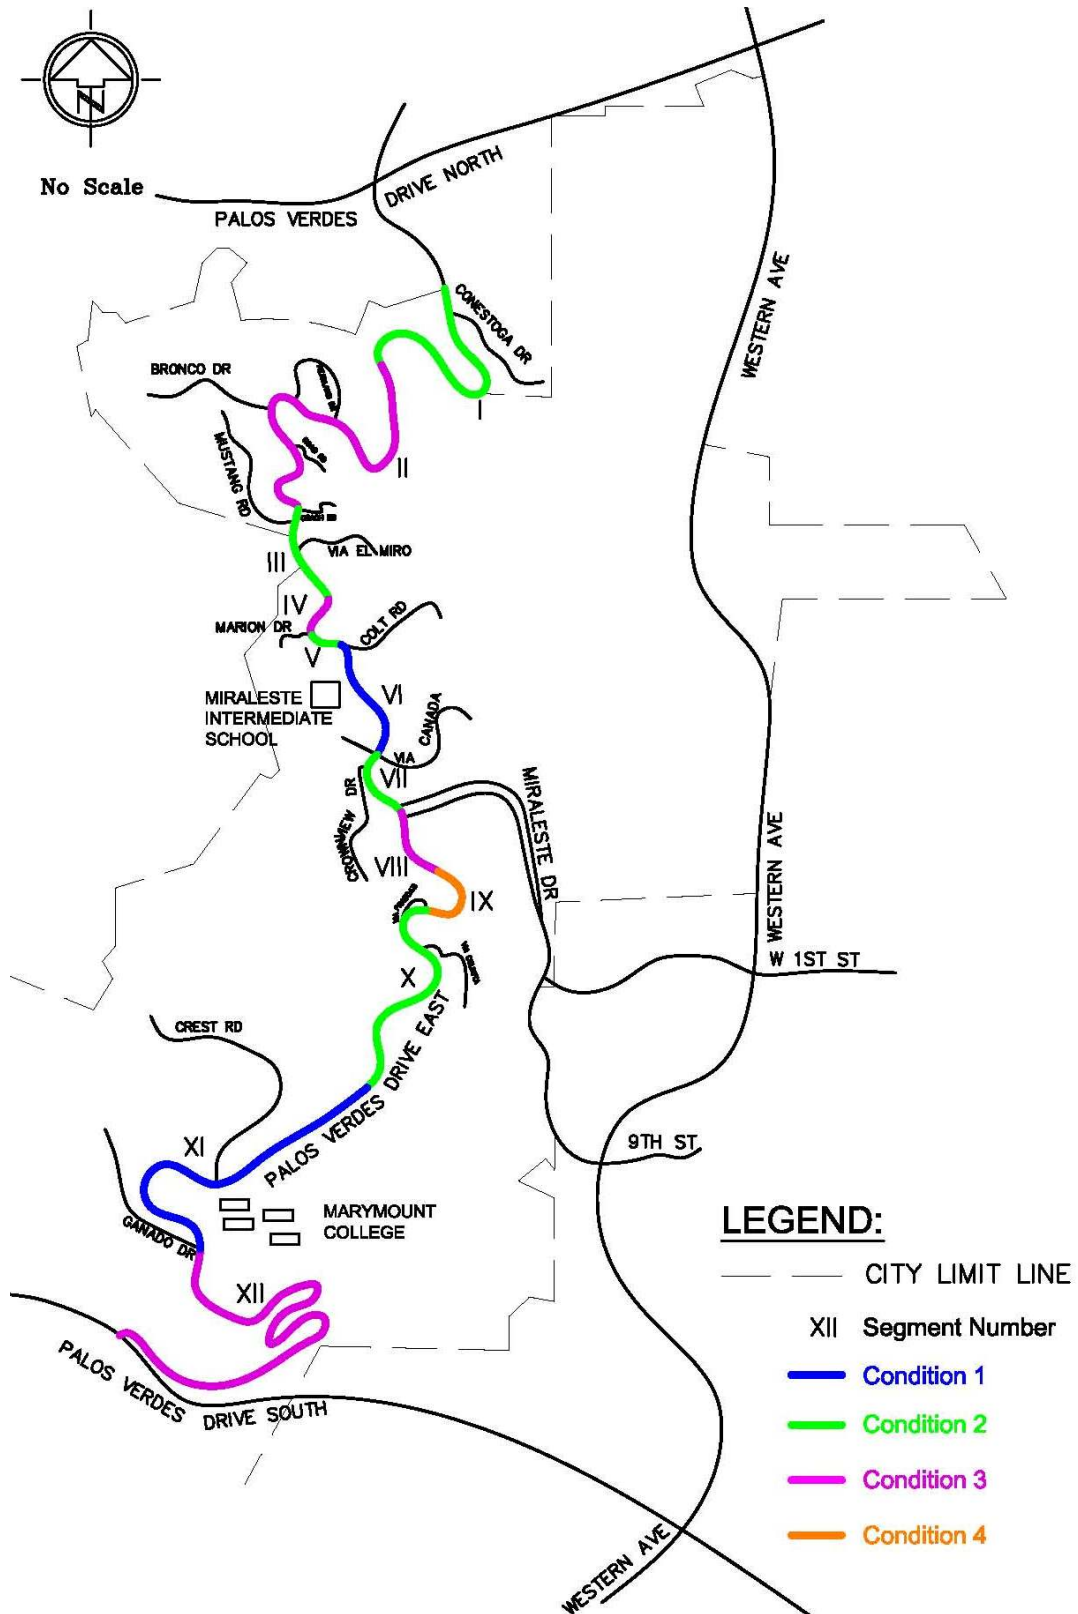 N
No Scale
PALOS VERDES
DRIVE NORTH
CONESTOGA DR
WESTERN AVE
BRONCO DR
I
MUSTANG RD
II
III
VIA EL MIRO
IV
MARION DR
COLT RD
V
MIRALESTE
INTERMEDIATE
SCHOOL
VI
VIA
CANADA
VII
CROWNVIEW DR
MIRALESTE DR
VIII
IX
WESTERN AVE
W 1ST ST
X
CREST RD
PALOS VERDES DRIVE EAST
XI
9TH ST
MARYMOUNT
COLLEGE
GANADO DR
XII
PALOS VERDES
DRIVE SOUTH
WESTERN AVE
LEGEND:
CITY LIMIT LINE
XII Segment Number
Condition 1
Condition 2
Condition 3
Condition 4